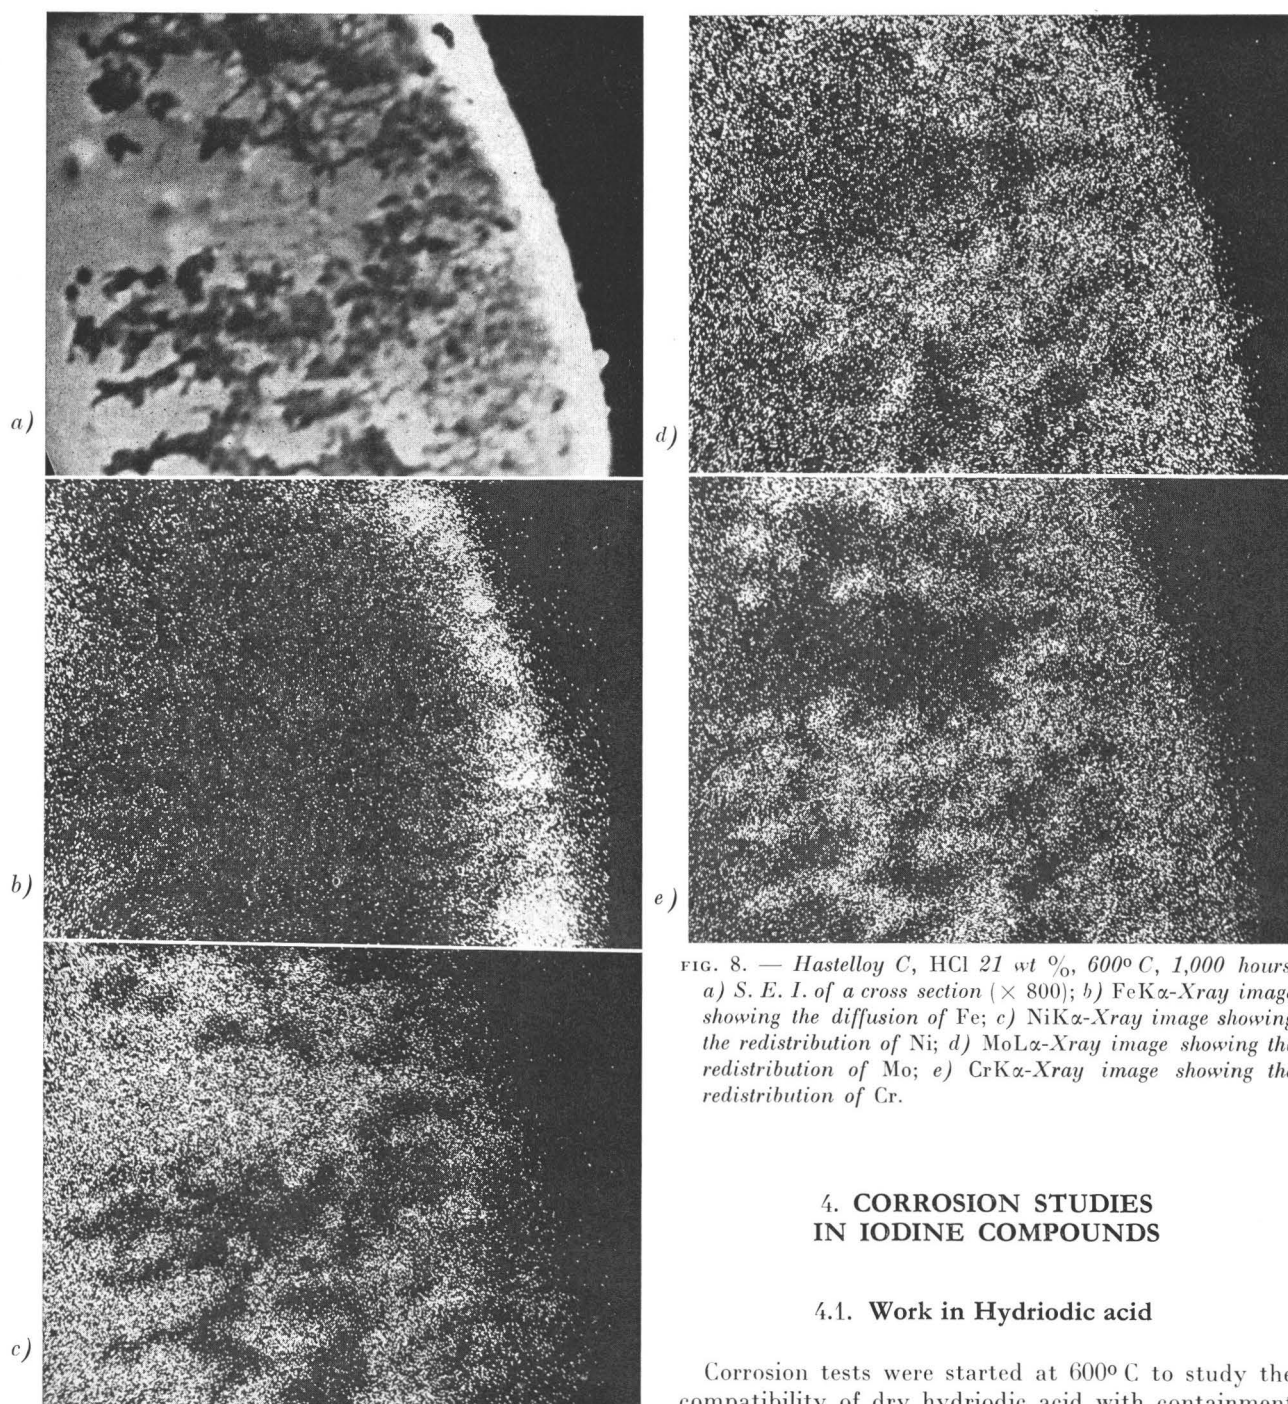 a)
b)
c)
d)
e)
FIG. 8. — Hastelloy C, HCl 21 wt %, 600º C, 1,000 hours
a) S. E. I. of a cross section (× 800); b) FeKα-Xray image
showing the diffusion of Fe; c) NiKα-Xray image showing
the redistribution of Ni; d) MoLα-Xray image showing the
redistribution of Mo; e) CrKα-Xray image showing the
redistribution of Cr.
4. CORROSION STUDIES
IN IODINE COMPOUNDS
4.1. Work in Hydriodic acid
Corrosion tests were started at 600º C to study the
compatibility of dry hydriodic acid with containment